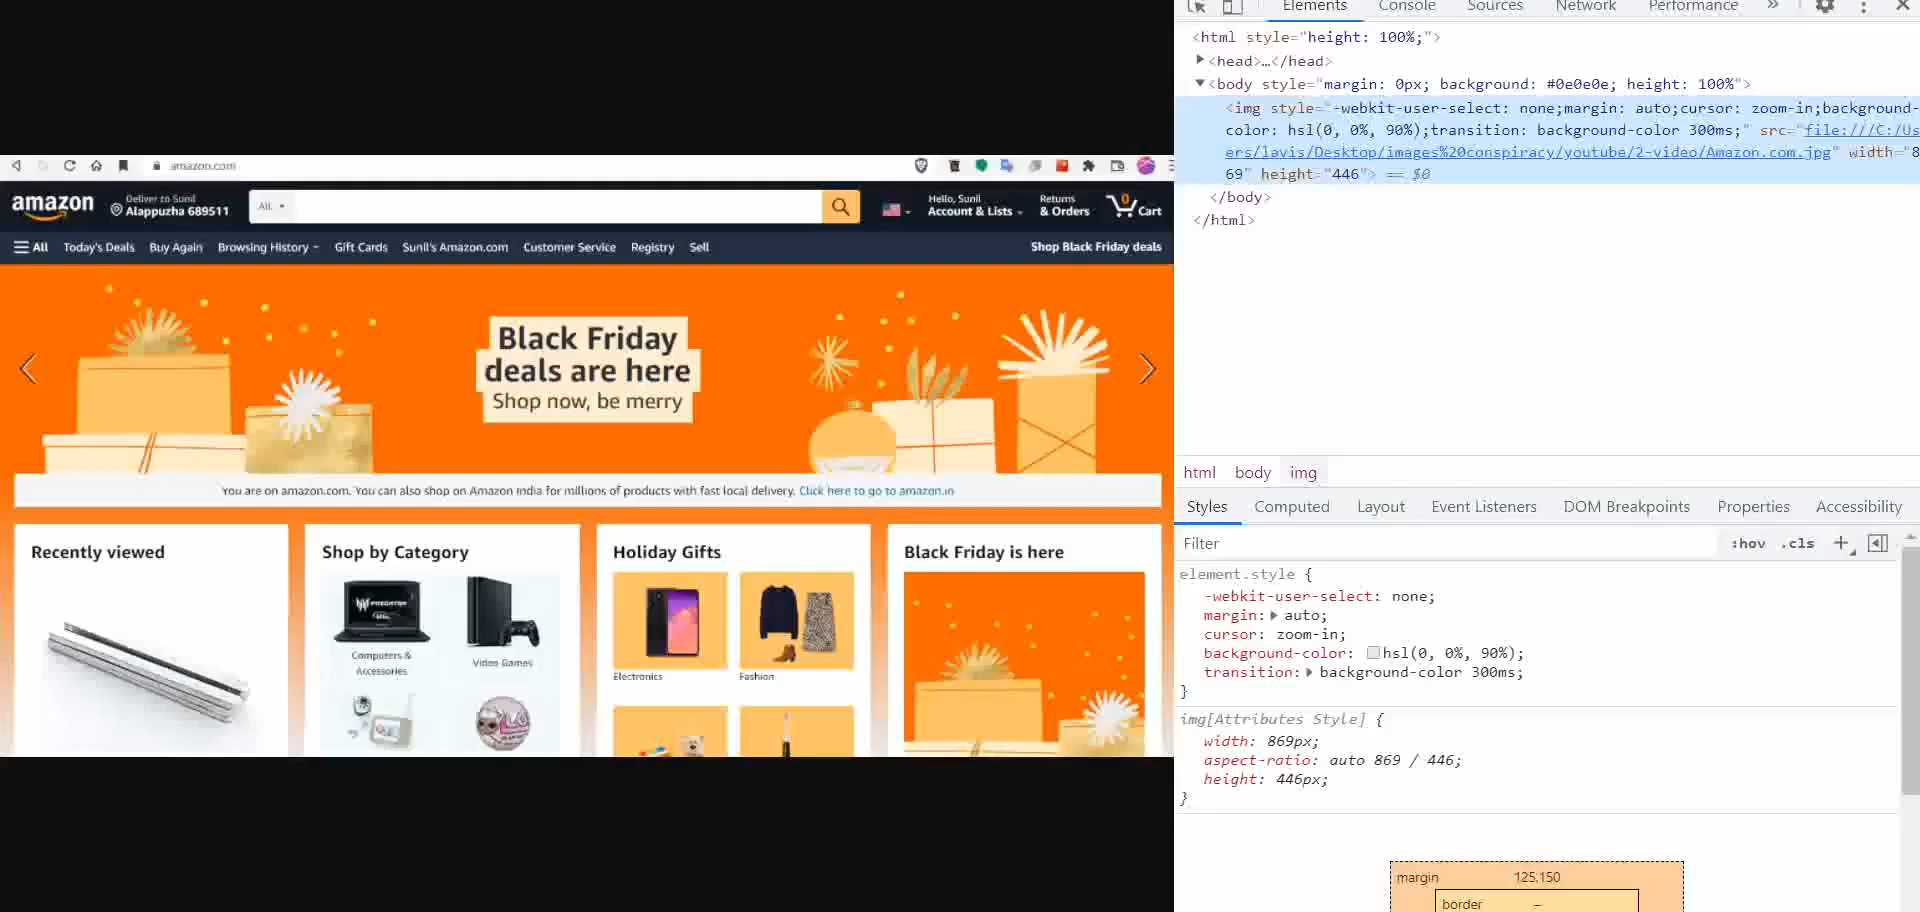 amazon.com
amazon
Deliver to Sunil
Alappuzha 689511
All
Hello, Sunil
Account & Lists
Returns
& Orders
0
Cart
All
Today's Deals
Buy Again
Browsing History
Gift Cards
Sunil's Amazon.com
Customer Service
Registry
Sell
Shop Black Friday deals
Black Friday
deals are here
Shop now, be merry
You are on amazon.com. You can also shop on Amazon India for millions of products with fast local delivery. Click here to go to amazon.in
Recently viewed
Shop by Category
PREDATOR
Computers &
Accessories
Video Games
Holiday Gifts
Electronics
Fashion
Black Friday is here
Elements
Console
Sources
Network
Performance
»
<html style="height: 100%;">
<head>…</head>
<body style="margin: 0px; background: #0e0e0e; height: 100%">
<img style="-webkit-user-select: none;margin: auto;cursor: zoom-in;background-
color: hsl(0, 0%, 90%);transition: background-color 300ms;" src="file:///C:/Us
ers/lavis/Desktop/images%20conspiracy/youtube/2-video/Amazon.com.jpg" width="8
69" height="446"> == $0
</body>
</html>
html
body
img
Styles
Computed
Layout
Event Listeners
DOM Breakpoints
Properties
Accessibility
Filter
:hov
.cls
+
element.style {
-webkit-user-select: none;
margin: auto;
cursor: zoom-in;
background-color: hsl(0, 0%, 90%);
transition: background-color 300ms;
}
img[Attributes Style] {
width: 869px;
aspect-ratio: auto 869 / 446;
height: 446px;
}
margin
125.150
border
–